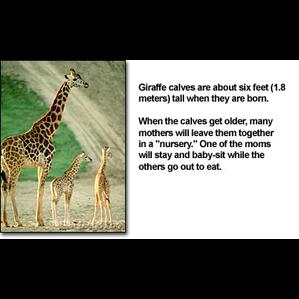 Giraffe calves are about six feet (1.8
meters) tall when they are born.
When the calves get older, many
mothers will leave them together
in a "nursery." One of the moms
will stay and baby-sit while the
others go out to eat.